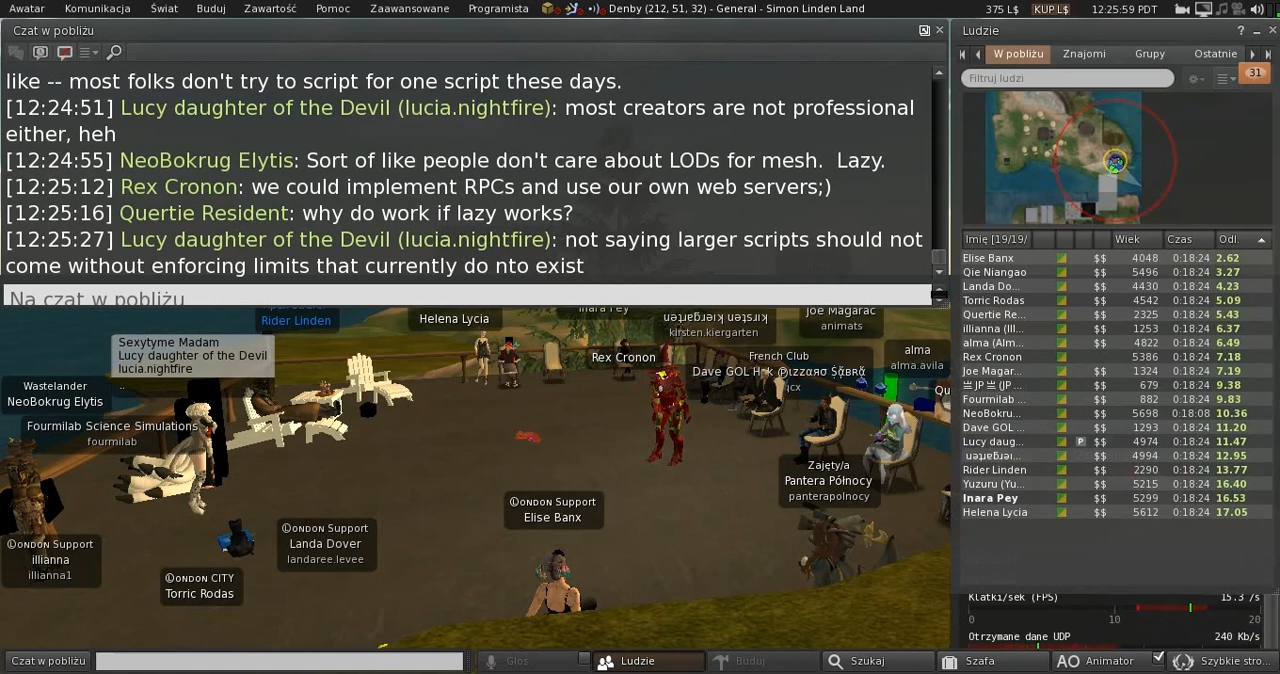 Awatar Komunikacja Świat Buduj Zawartość Pomoc Zaawansowane Programista Denby (212, 51, 32) - General - Simon Linden Land 375 L$ KUP L$ 12:25:59 PDT
Czat w pobliżu
like -- most folks don't try to script for one script these days.
[12:24:51] Lucy daughter of the Devil (lucia.nightfire): most creators are not professional
either, heh
[12:24:55] NeoBokrug Elytis: Sort of like people don't care about LODs for mesh.  Lazy.
[12:25:12] Rex Cronon: we could implement RPCs and use our own web servers;)
[12:25:16] Quertie Resident: why do work if lazy works?
[12:25:27] Lucy daughter of the Devil (lucia.nightfire): not saying larger scripts should not
come without enforcing limits that currently do nto exist
Na czat w pobliżu
Rider Linden
Helena Lycia
Inara Pey
kirsten.kiergarten
Joe Magarac
animats
Sexytyme Madam
Lucy daughter of the Devil
lucia.nightfire
Rex Cronon
French Club
Dave GOL
alma
alma.avila
Qu
Wastelander
NeoBokrug Elytis
Fourmilab Science Simulations
fourmilab
Zajęty/a
Pantera Północy
panterapolnocy
ⒸONDON Support
Elise Banx
ⒸONDON Support
Landa Dover
landaree.levee
ⒸONDON Support
illianna
illianna1
ⒸONDON CITY
Torric Rodas
Ludzie
W pobliżu Znajomi Grupy Ostatnie
Filtruj ludzi
31
Imię [19/19/ Wiek Czas Odl.
Elise Banx $$ 4048 0:18:24 2.62
Qie Niangao $$ 5496 0:18:24 3.27
Landa Do... $$ 4430 0:18:24 4.23
Torric Rodas $$ 4542 0:18:24 5.09
Quertie Re... $$ 2325 0:18:24 5.43
illianna (Ill... $$ 1253 0:18:24 6.37
alma (Alm... $$ 4822 0:18:24 6.49
Rex Cronon 5386 0:18:24 7.18
Joe Magar... $$ 1324 0:18:24 7.19
JP (JP ... $$ 679 0:18:24 9.38
Fourmilab ... $$ 882 0:18:24 9.83
NeoBokru... $$ 5698 0:18:08 10.36
Dave GOL ... $$ 1293 0:18:24 11.20
Lucy daug... P $$ 4974 0:18:24 11.47
$$ 4994 0:18:24 12.95
Rider Linden $$ 2290 0:18:24 13.77
Yuzuru (Yu... $$ 5215 0:18:24 16.40
Inara Pey $$ 5299 0:18:24 16.53
Helena Lycia $$ 5612 0:18:24 17.05
Klatki/sek (FPS) 15.3 /s
0 10 20
Otrzymane dane UDP 240 Kb/s
Czat w pobliżu Głos Ludzie Buduj Szukaj Szafa AO Animator Szybkie stro...